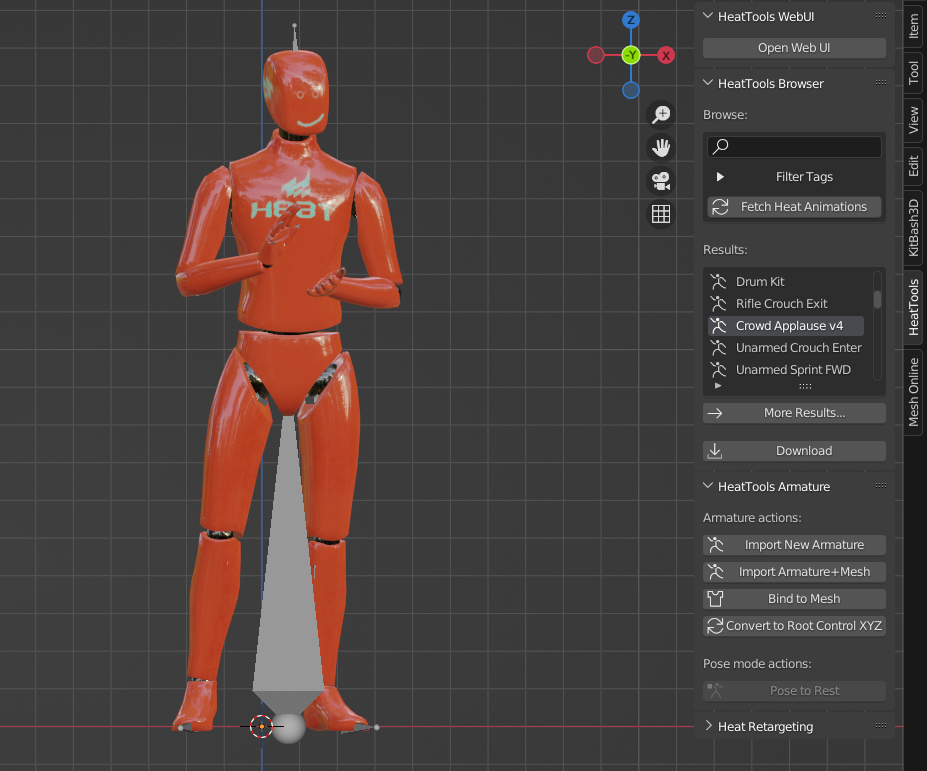 Z
-Y
X
HEAT
HeatTools WebUI
Open Web UI
HeatTools Browser
Browse:
Filter Tags
Fetch Heat Animations
Results:
Drum Kit
Rifle Crouch Exit
Crowd Applause v4
Unarmed Crouch Enter
Unarmed Sprint FWD
More Results...
Download
HeatTools Armature
Armature actions:
Import New Armature
Import Armature+Mesh
Bind to Mesh
Convert to Root Control XYZ
Pose mode actions:
Pose to Rest
Heat Retargeting
Item
Tool
View
Edit
KitBash3D
HeatTools
Mesh Online